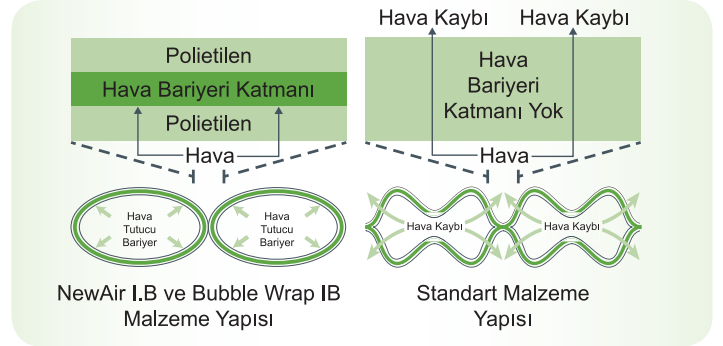 Polietilen
Hava Bariyeri Katmanı
Polietilen
Hava
Hava
Tutucu
Bariyer
Hava
Tutucu
Bariyer
NewAir I.B ve Bubble Wrap IB
Malzeme Yapısı
Hava Kaybı
Hava Kaybı
Hava
Bariyeri
Katmanı Yok
Hava
Hava Kaybı
Hava Kaybı
Standart Malzeme
Yapısı